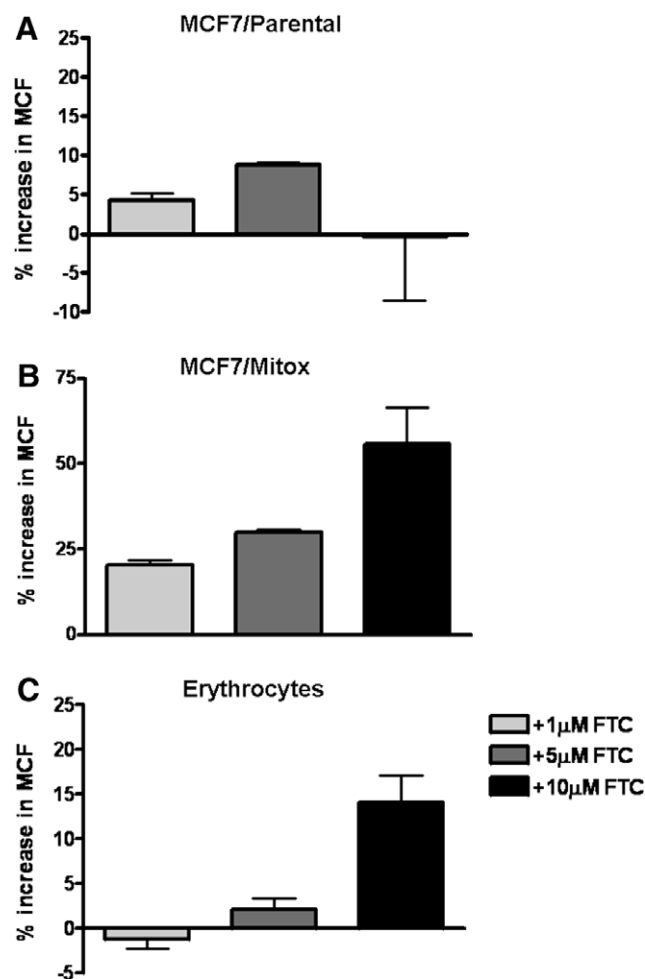 A
MCF7/Parental
% increase in MCF
25
20
15
10
5
0
-5
-10
B
MCF7/Mitox
% increase in MCF
75
50
25
0
C
Erythrocytes
% increase in MCF
25
20
15
10
5
0
-5
+1µM FTC
+5µM FTC
+10µM FTC